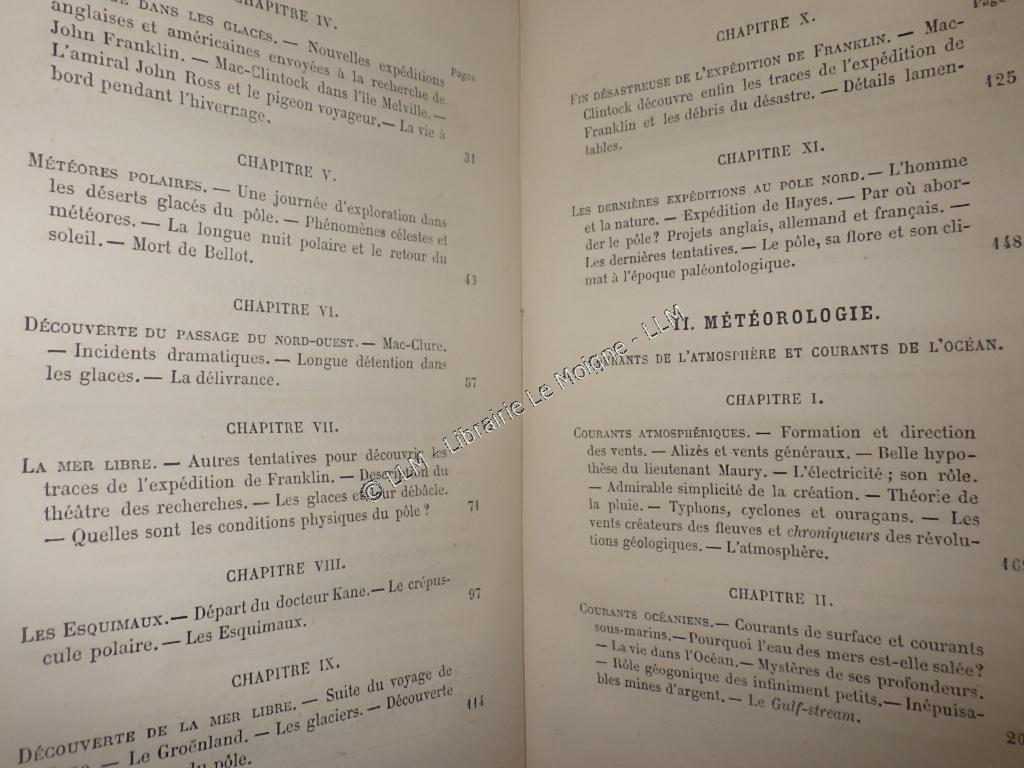 CHAPITRE IV.
DANS LES GLACES. — Nouvelles expéditions
anglaises et américaines envoyées à la recherche de
John Franklin. — Mac-Clintock dans l'île Melville. —
L'amiral John Ross et le pigeon voyageur. — La vie à
bord pendant l'hivernage.
Pages
31
CHAPITRE V.
MÉTÉORES POLAIRES. — Une journée d'exploration dans
les déserts glacés du pôle. — Phénomènes célestes et
météores. — La longue nuit polaire et le retour du
soleil. — Mort de Bellot.
43
CHAPITRE VI.
DÉCOUVERTE DU PASSAGE DU NORD-OUEST. — Mac-Clure.
— Incidents dramatiques. — Longue détention dans
les glaces. — La délivrance.
57
CHAPITRE VII.
LA MER LIBRE. — Autres tentatives pour découvrir les
traces de l'expédition de Franklin. — Description du
théâtre des recherches. — Les glaces et leur débâcle.
— Quelles sont les conditions physiques du pôle ?
71
CHAPITRE VIII.
LES ESQUIMAUX. — Départ du docteur Kane. — Le crépus-
cule polaire. — Les Esquimaux.
97
CHAPITRE IX.
DÉCOUVERTE DE LA MER LIBRE. — Suite du voyage de
— Le Groënland. — Les glaciers. — Découverte
du pôle.
114
Pages
CHAPITRE X.
FIN DÉSASTREUSE DE L'EXPÉDITION DE FRANKLIN. — Mac-
Clintock découvre enfin les traces de l'expédition de
Franklin et les débris du désastre. — Détails lamen-
tables.
125
CHAPITRE XI.
LES DERNIÈRES EXPÉDITIONS AU POLE NORD. — L'homme
et la nature. — Expédition de Hayes. — Par où abor-
der le pôle ? Projets anglais, allemand et français. —
Les dernières tentatives. — Le pôle, sa flore et son cli-
mat à l'époque paléontologique.
148
II. MÉTÉOROLOGIE.
COURANTS DE L'ATMOSPHÈRE ET COURANTS DE L'OCÉAN.
CHAPITRE I.
COURANTS ATMOSPHÉRIQUES. — Formation et direction
des vents. — Alizés et vents généraux. — Belle hypo-
thèse du lieutenant Maury. — L'électricité ; son rôle.
— Admirable simplicité de la création. — Théorie de
la pluie. — Typhons, cyclones et ouragans. — Les
vents créateurs des fleuves et chroniqueurs des révolu-
tions géologiques. — L'atmosphère.
CHAPITRE II.
COURANTS OCÉANIENS. — Courants de surface et courants
sous-marins. — Pourquoi l'eau des mers est-elle salée ?
— La vie dans l'Océan. — Mystères de ses profondeurs.
— Rôle géogonique des infiniment petits. — Inépuisa-
bles mines d'argent. — Le Gulf-stream.
© LLM - Librairie Le Moigne - LLM